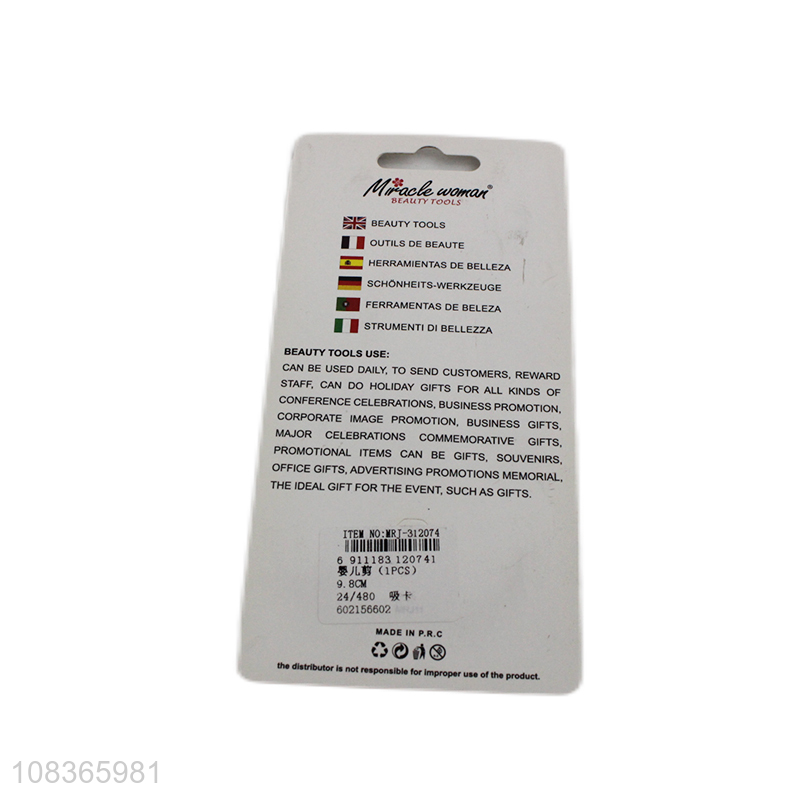 Miracle woman®
BEAUTY TOOLS
BEAUTY TOOLS
OUTILS DE BEAUTE
HERRAMIENTAS DE BELLEZA
SCHÖNHEITS-WERKZEUGE
FERRAMENTAS DE BELEZA
STRUMENTI DI BELLEZZA
BEAUTY TOOLS USE:
CAN BE USED DAILY, TO SEND CUSTOMERS, REWARD
STAFF, CAN DO HOLIDAY GIFTS FOR ALL KINDS OF
CONFERENCE CELEBRATIONS, BUSINESS PROMOTION,
CORPORATE IMAGE PROMOTION, BUSINESS GIFTS,
MAJOR CELEBRATIONS COMMEMORATIVE GIFTS,
PROMOTIONAL ITEMS CAN BE GIFTS, SOUVENIRS,
OFFICE GIFTS, ADVERTISING PROMOTIONS MEMORIAL,
THE IDEAL GIFT FOR THE EVENT, SUCH AS GIFTS.
ITEM NO:MRJ-312074
6 911183 120741
婴儿剪(1PCS)
9.8CM
24/480 吸卡
602156602
MADE IN P.R.C
the distributor is not responsible for improper use of the product.
108365981